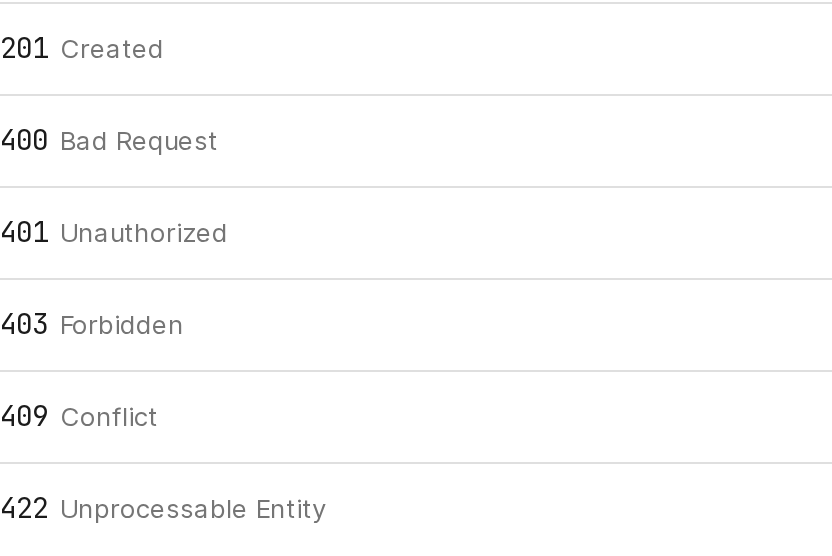 201 Created
400 Bad Request
401 Unauthorized
403 Forbidden
409 Conflict
422 Unprocessable Entity